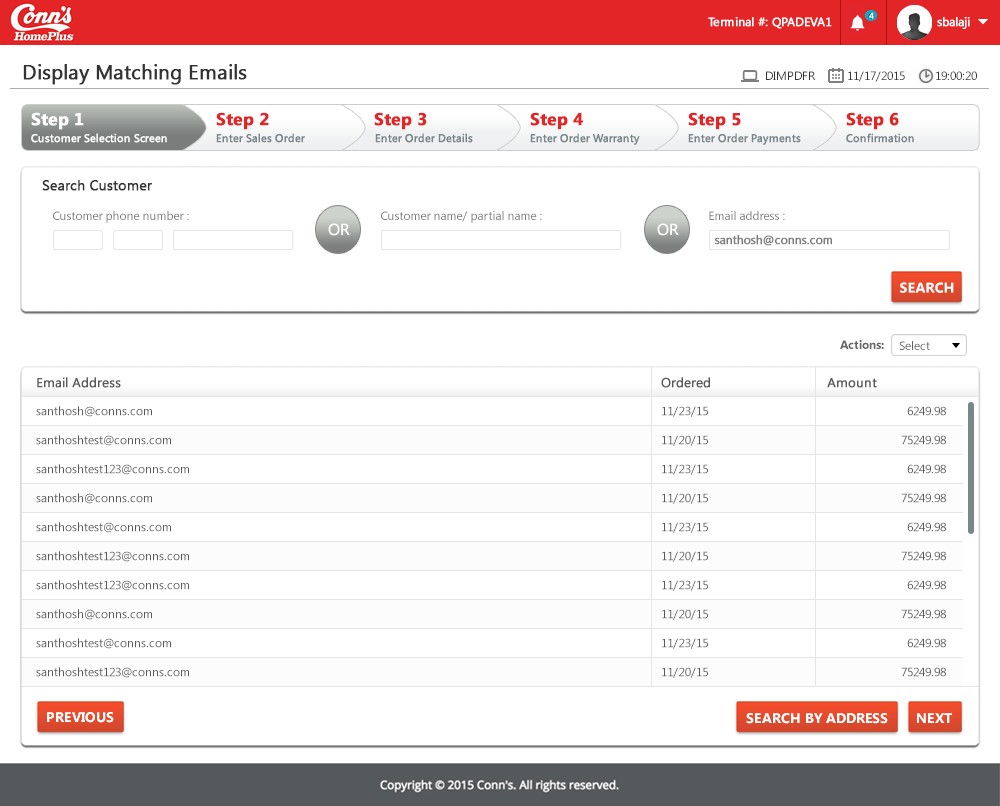 Conn's
HomePlus
Terminal #: QPADEVA1
4
sbalaji
Display Matching Emails
DIMPDFR 11/17/2015 19:00:20
Step 1
Customer Selection Screen
Step 2
Enter Sales Order
Step 3
Enter Order Details
Step 4
Enter Order Warranty
Step 5
Enter Order Payments
Step 6
Confirmation
Search Customer
Customer phone number :
OR
Customer name/ partial name :
OR
Email address :
santhosh@conns.com
SEARCH
Actions: Select
Email Address Ordered Amount
santhosh@conns.com 11/23/15 6249.98
santhoshtest@conns.com 11/20/15 75249.98
santhoshtest123@conns.com 11/23/15 6249.98
santhosh@conns.com 11/20/15 75249.98
santhoshtest@conns.com 11/23/15 6249.98
santhoshtest123@conns.com 11/20/15 75249.98
santhoshtest123@conns.com 11/23/15 6249.98
santhosh@conns.com 11/20/15 75249.98
santhoshtest@conns.com 11/23/15 6249.98
santhoshtest123@conns.com 11/20/15 75249.98
PREVIOUS SEARCH BY ADDRESS NEXT
Copyright © 2015 Conn's. All rights reserved.